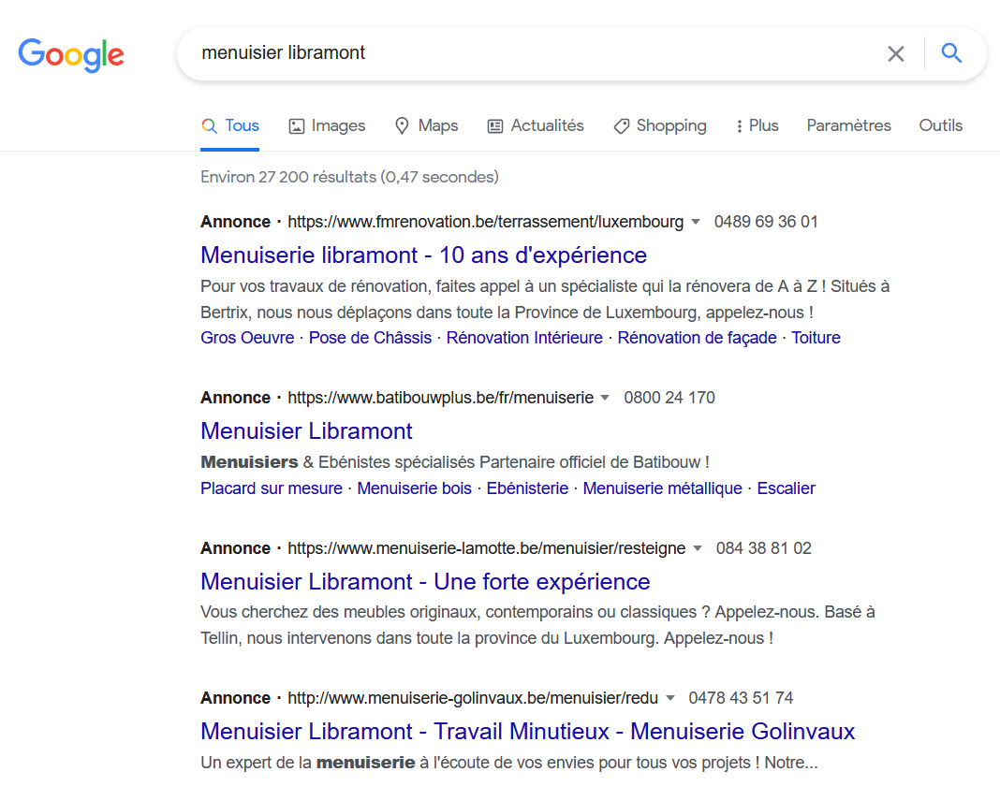 Google
menuisier libramont
Tous Images Maps Actualités Shopping Plus Paramètres Outils
Environ 27 200 résultats (0,47 secondes)
Annonce · https://www.fmrenovation.be/terrassement/luxembourg 0489 69 36 01
Menuiserie libramont - 10 ans d'expérience
Pour vos travaux de rénovation, faites appel à un spécialiste qui la rénovera de A à Z ! Situés à
Bertrix, nous nous déplaçons dans toute la Province de Luxembourg, appelez-nous !
Gros Oeuvre · Pose de Châssis · Rénovation Intérieure · Rénovation de façade · Toiture
Annonce · https://www.batibouwplus.be/fr/menuiserie 0800 24 170
Menuisier Libramont
Menuisiers & Ebénistes spécialisés Partenaire officiel de Batibouw !
Placard sur mesure · Menuiserie bois · Ebénisterie · Menuiserie métallique · Escalier
Annonce · https://www.menuiserie-lamotte.be/menuisier/resteigne 084 38 81 02
Menuisier Libramont - Une forte expérience
Vous cherchez des meubles originaux, contemporains ou classiques ? Appelez-nous. Basé à
Tellin, nous intervenons dans toute la province du Luxembourg. Appelez-nous !
Annonce · http://www.menuiserie-golinvaux.be/menuisier/redu 0478 43 51 74
Menuisier Libramont - Travail Minutieux - Menuiserie Golinvaux
Un expert de la menuiserie à l'écoute de vos envies pour tous vos projets ! Notre...